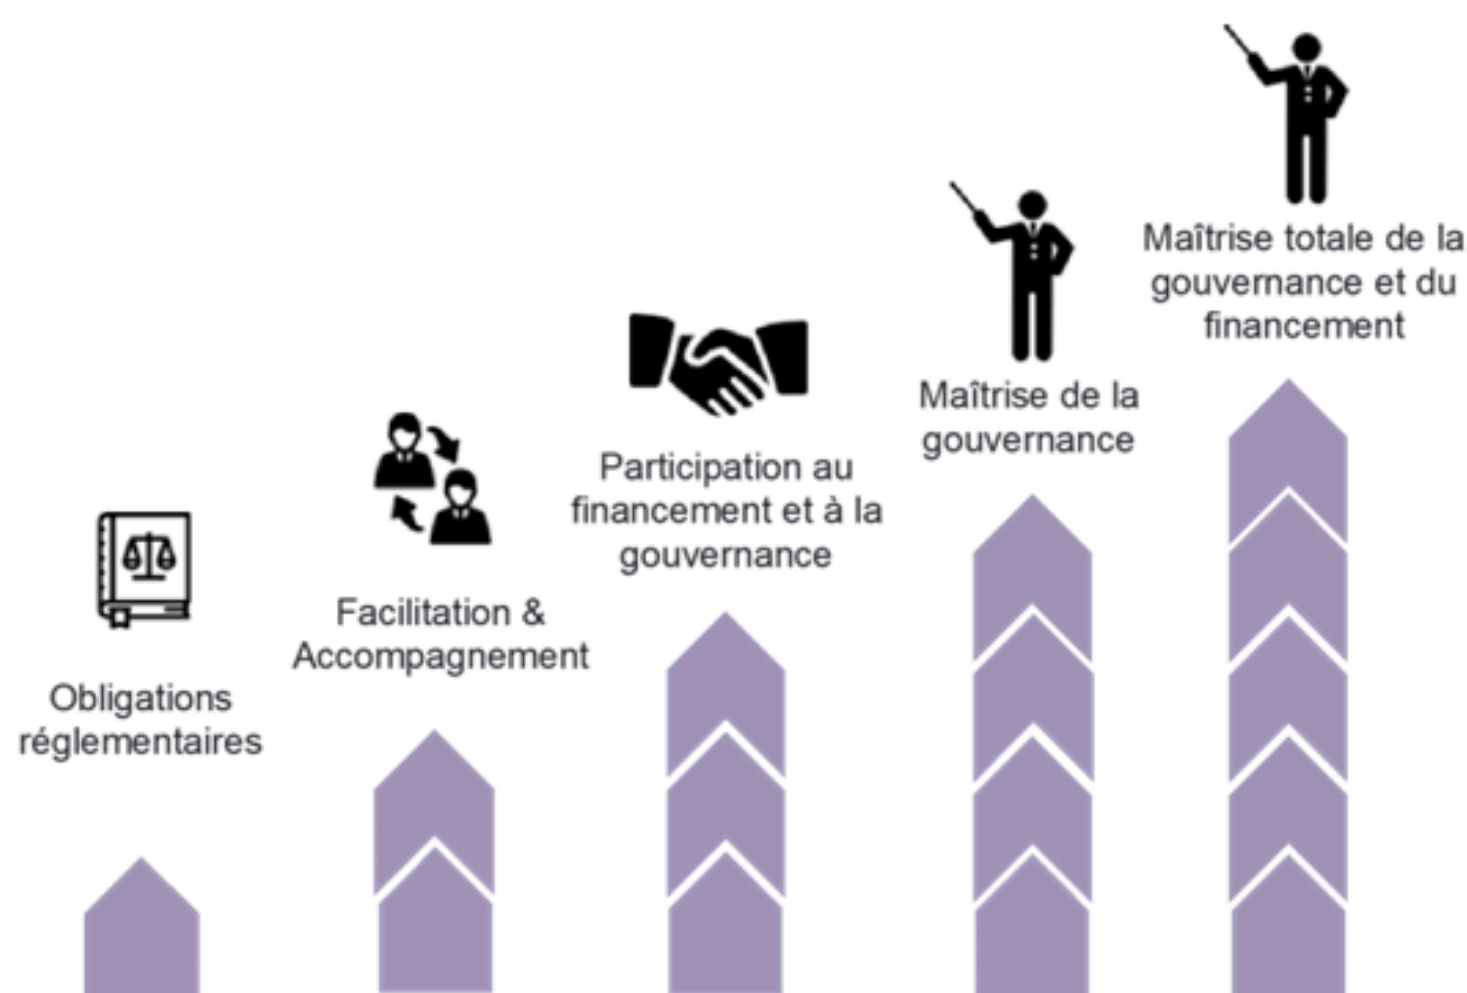 Obligations
réglementaires
Facilitation &
Accompagnement
Participation au
financement et à la
gouvernance
Maîtrise de la
gouvernance
Maîtrise totale de la
gouvernance et du
financement